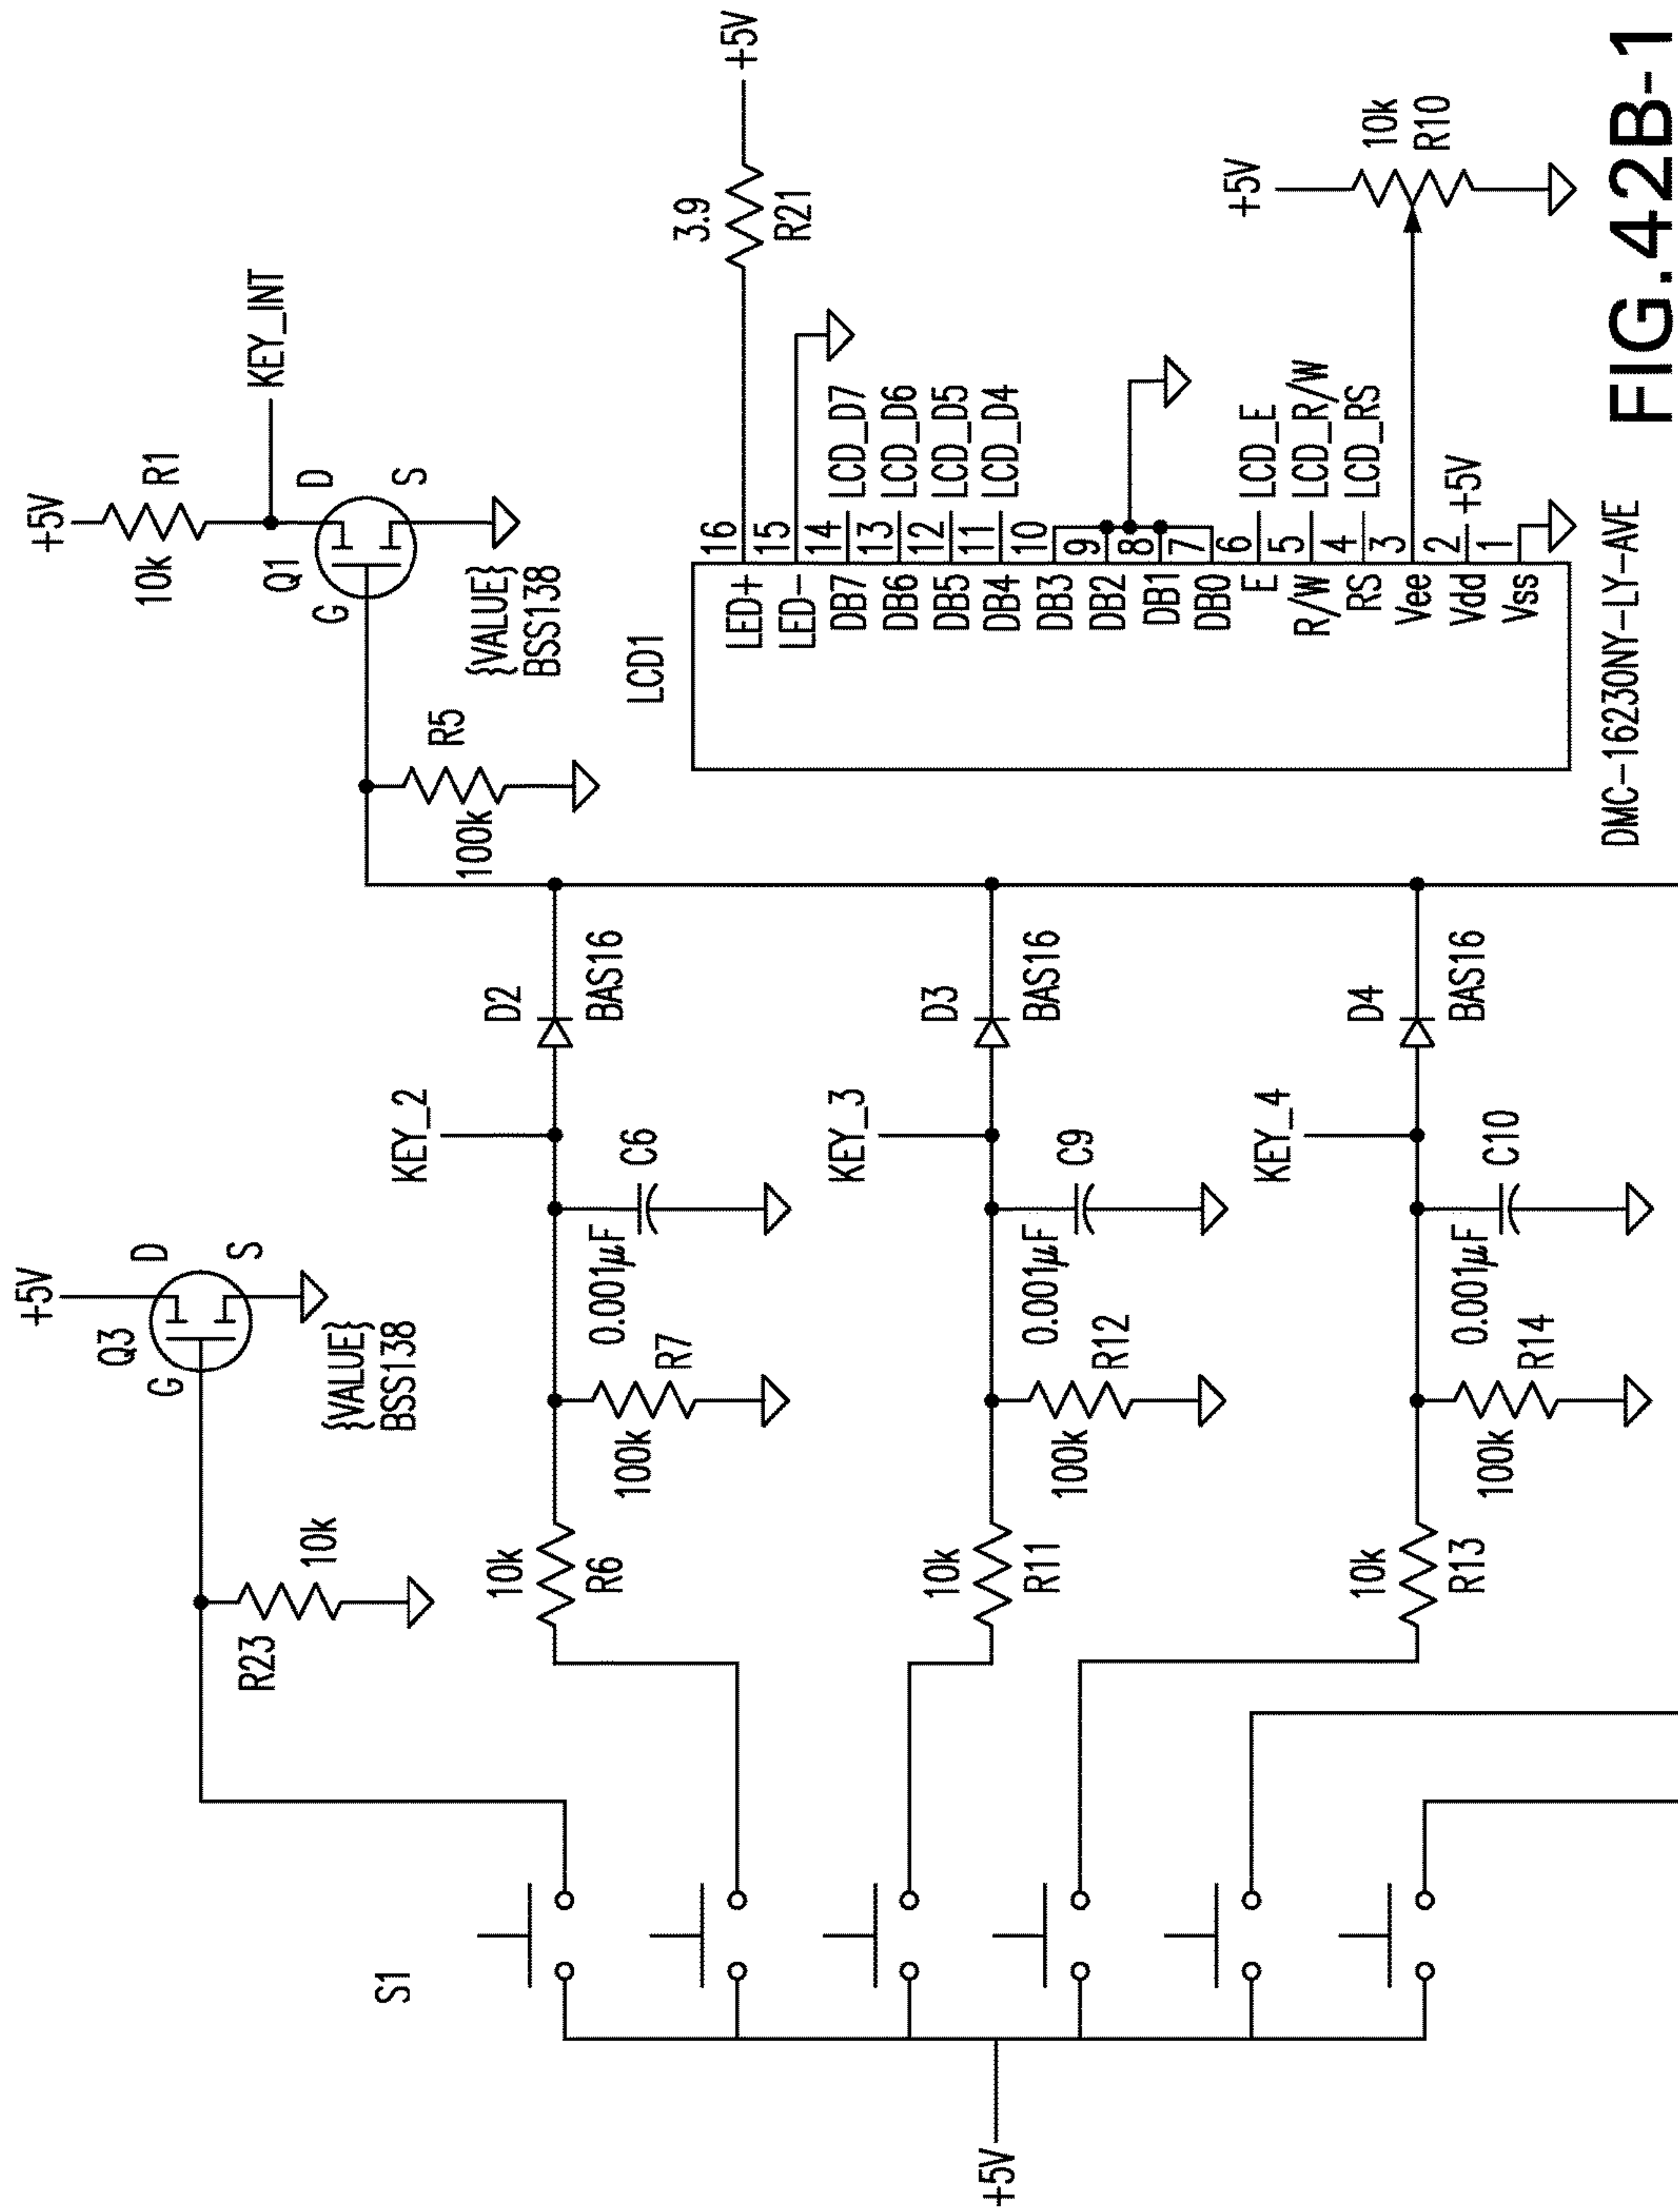 +5V
10k
R1
KEY_INT
Q1
G
D
S
{VALUE}
BSS138
R5
100k
+5V
Q3
G
D
S
{VALUE}
BSS138
R23
10k
S1
+5V
10k
R6
100k
R7
0.001µF
C6
KEY_2
D2
BAS16
10k
R11
100k
R12
0.001µF
C9
KEY_3
D3
BAS16
10k
R13
100k
R14
0.001µF
C10
KEY_4
D4
BAS16
LCD1
LED+ 16
3.9
R21
+5V
LED- 15
DB7 14 LCD_D7
DB6 13 LCD_D6
DB5 12 LCD_D5
DB4 11 LCD_D4
DB3 10
DB2 9
DB1 8
DB0 7
E 6 LCD_E
R/W 5 LCD_R/W
RS 4 LCD_RS
Vee 3
Vdd 2 +5V
Vss 1
+5V
10k
R10
DMC-16230NY-LY-AVE
FIG.42B-1